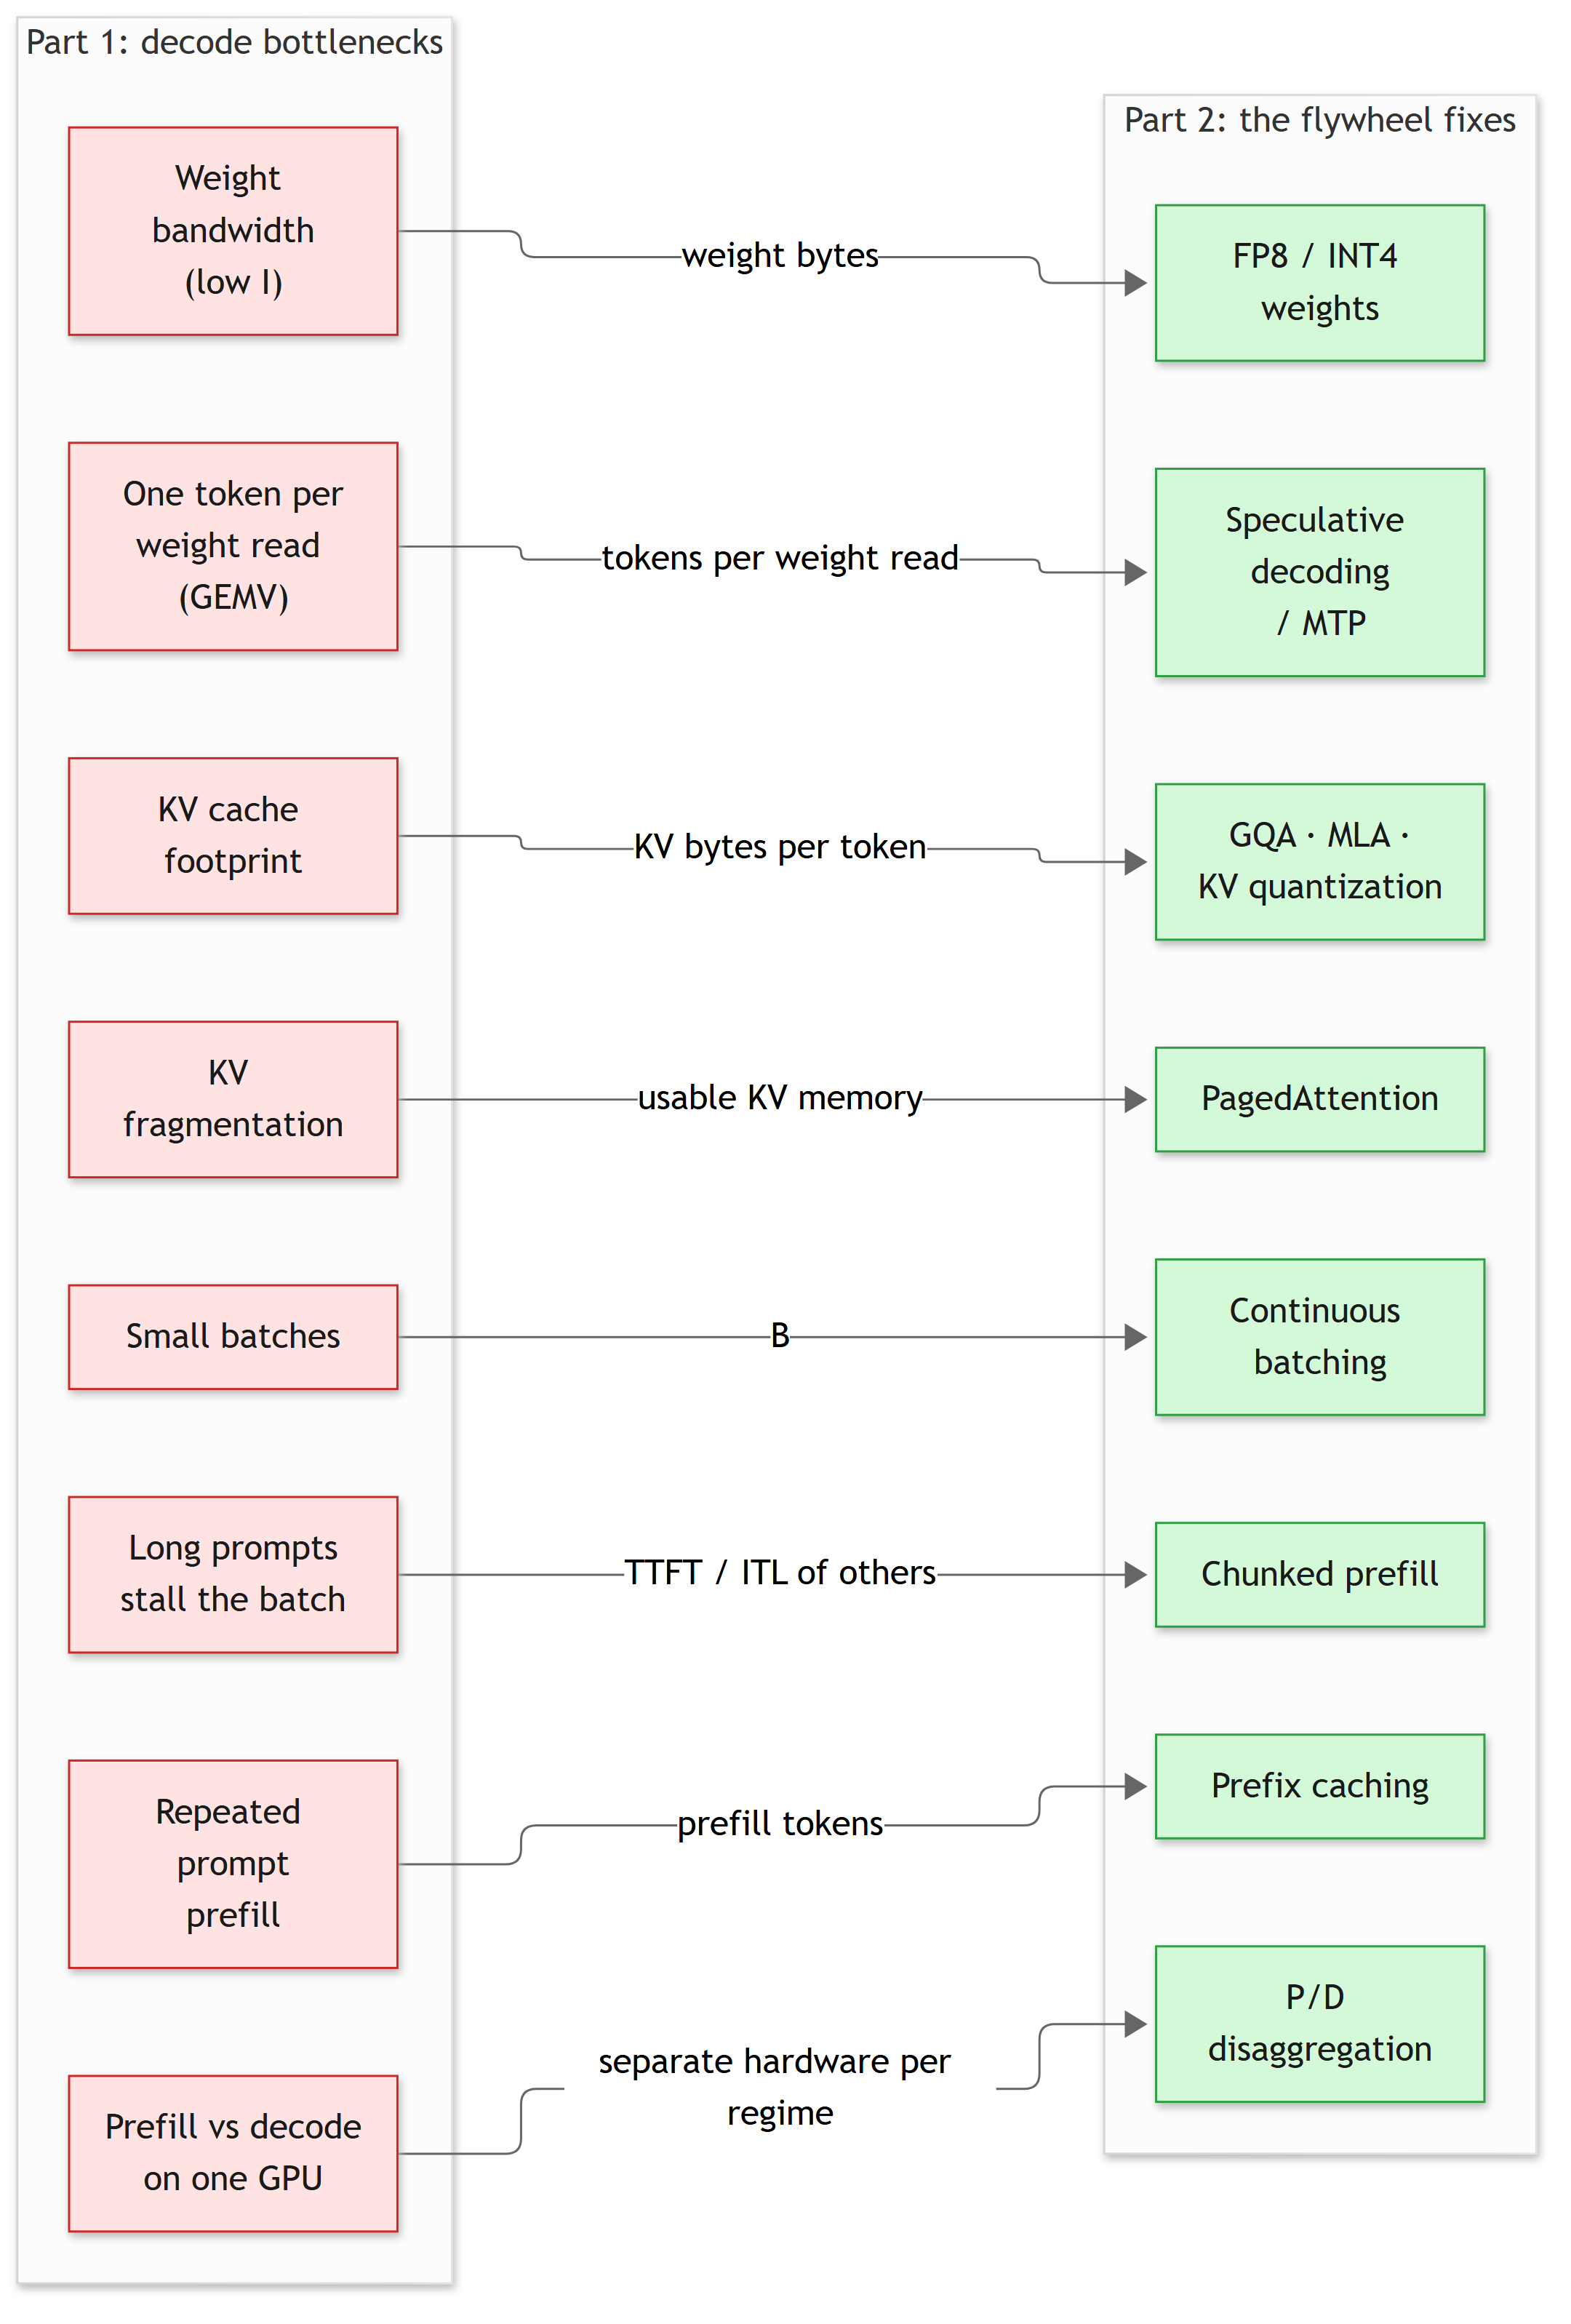 Part 1: decode bottlenecks
Part 2: the flywheel fixes
Weight
bandwidth
(low I)
weight bytes
FP8 / INT4
weights
One token per
weight read
(GEMV)
tokens per weight read
Speculative
decoding
/ MTP
KV cache
footprint
KV bytes per token
GQA · MLA ·
KV quantization
KV
fragmentation
usable KV memory
PagedAttention
Small batches
B
Continuous
batching
Long prompts
stall the batch
TTFT / ITL of others
Chunked prefill
Repeated
prompt
prefill
prefill tokens
Prefix caching
Prefill vs decode
on one GPU
separate hardware per
regime
P/D
disaggregation